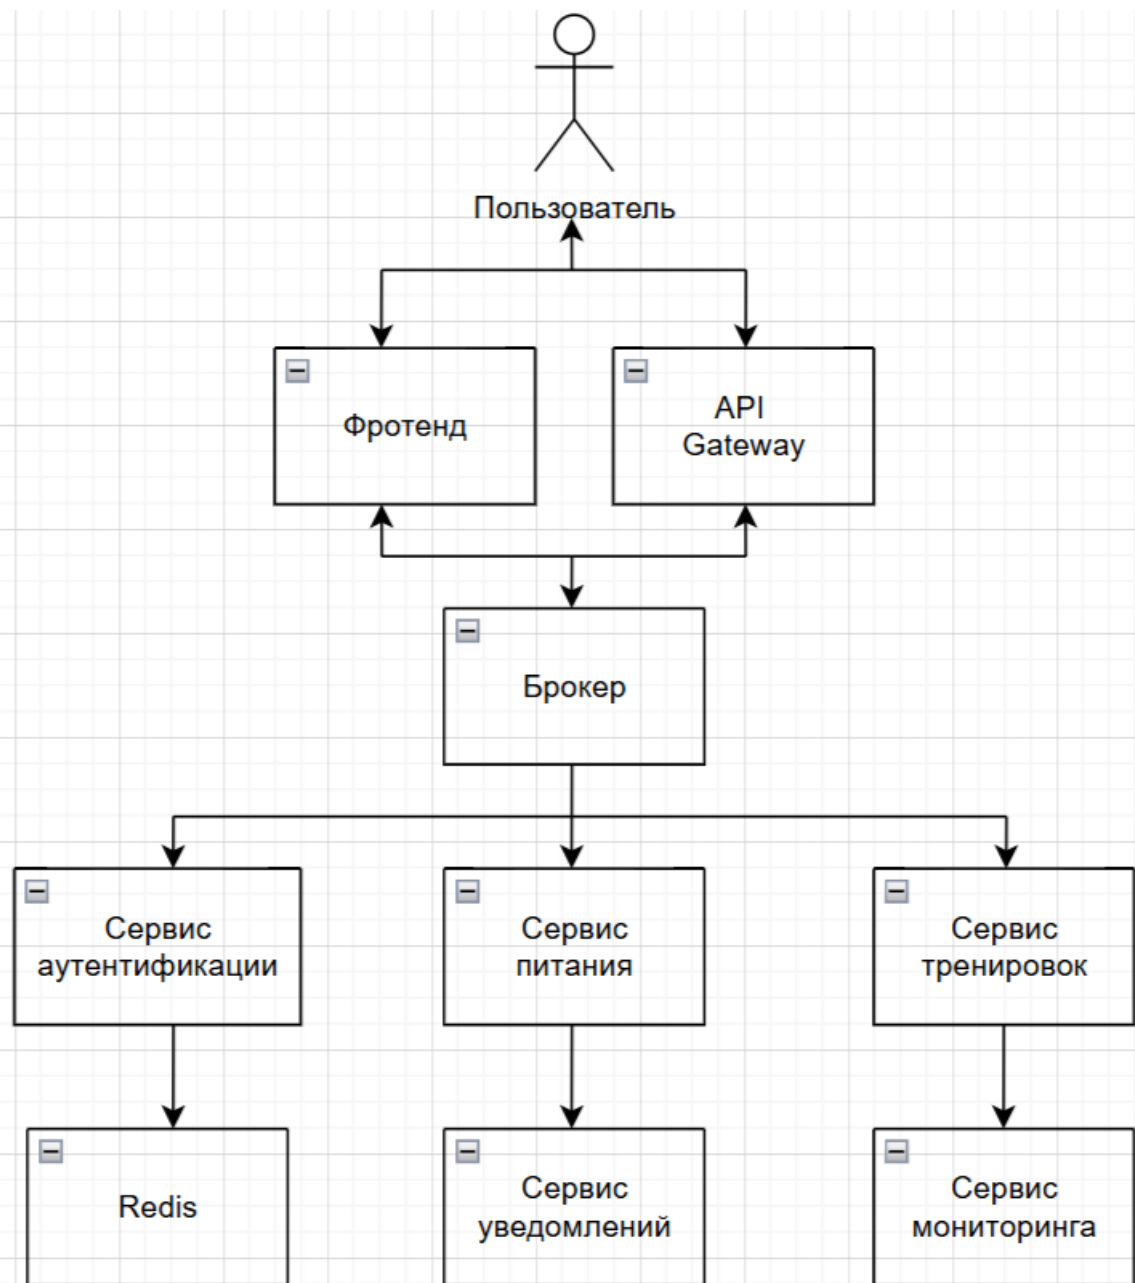 Пользователь
Фротенд
API
Gateway
Брокер
Сервис
аутентификации
Сервис
питания
Сервис
тренировок
Redis
Сервис
уведомлений
Сервис
мониторинга